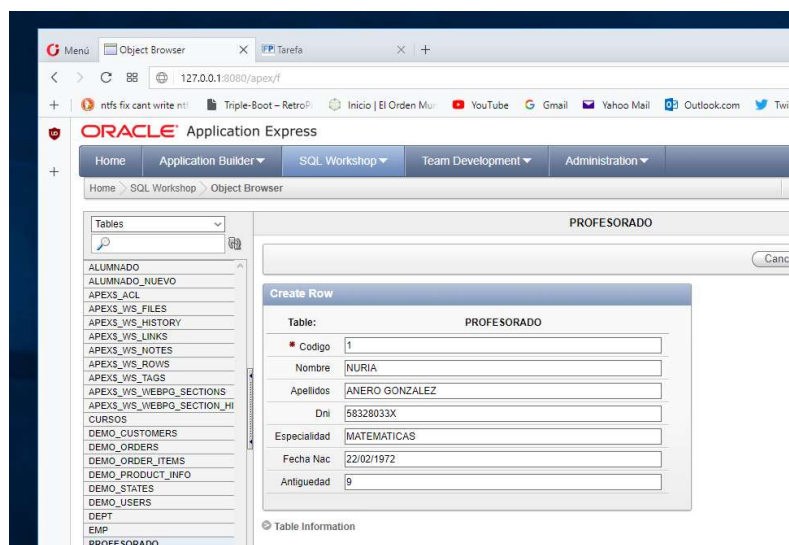 Menú Object Browser X FP Tarefa X +
127.0.0.1:8080/apex/f
+ ntfs fix cant write nt Triple-Boot – RetroPi Inicio | El Orden Mun YouTube Gmail Yahoo Mail Outlook.com Twi
ORACLE Application Express
Home Application Builder SQL Workshop Team Development Administration
Home > SQL Workshop > Object Browser
Tables
PROFESORADO
Canc
ALUMNADO
ALUMNADO_NUEVO
APEX$_ACL
APEX$_WS_FILES
APEX$_WS_HISTORY
APEX$_WS_LINKS
APEX$_WS_NOTES
APEX$_WS_ROWS
APEX$_WS_TAGS
APEX$_WS_WEBPG_SECTIONS
APEX$_WS_WEBPG_SECTION_HI
CURSOS
DEMO_CUSTOMERS
DEMO_ORDERS
DEMO_ORDER_ITEMS
DEMO_PRODUCT_INFO
DEMO_STATES
DEMO_USERS
DEPT
EMP
PROFESORADO
Create Row
Table: PROFESORADO
* Codigo 1
Nombre NURIA
Apellidos ANERO GONZALEZ
Dni 58328033X
Especialidad MATEMATICAS
Fecha Nac 22/02/1972
Antiguedad 9
Table Information